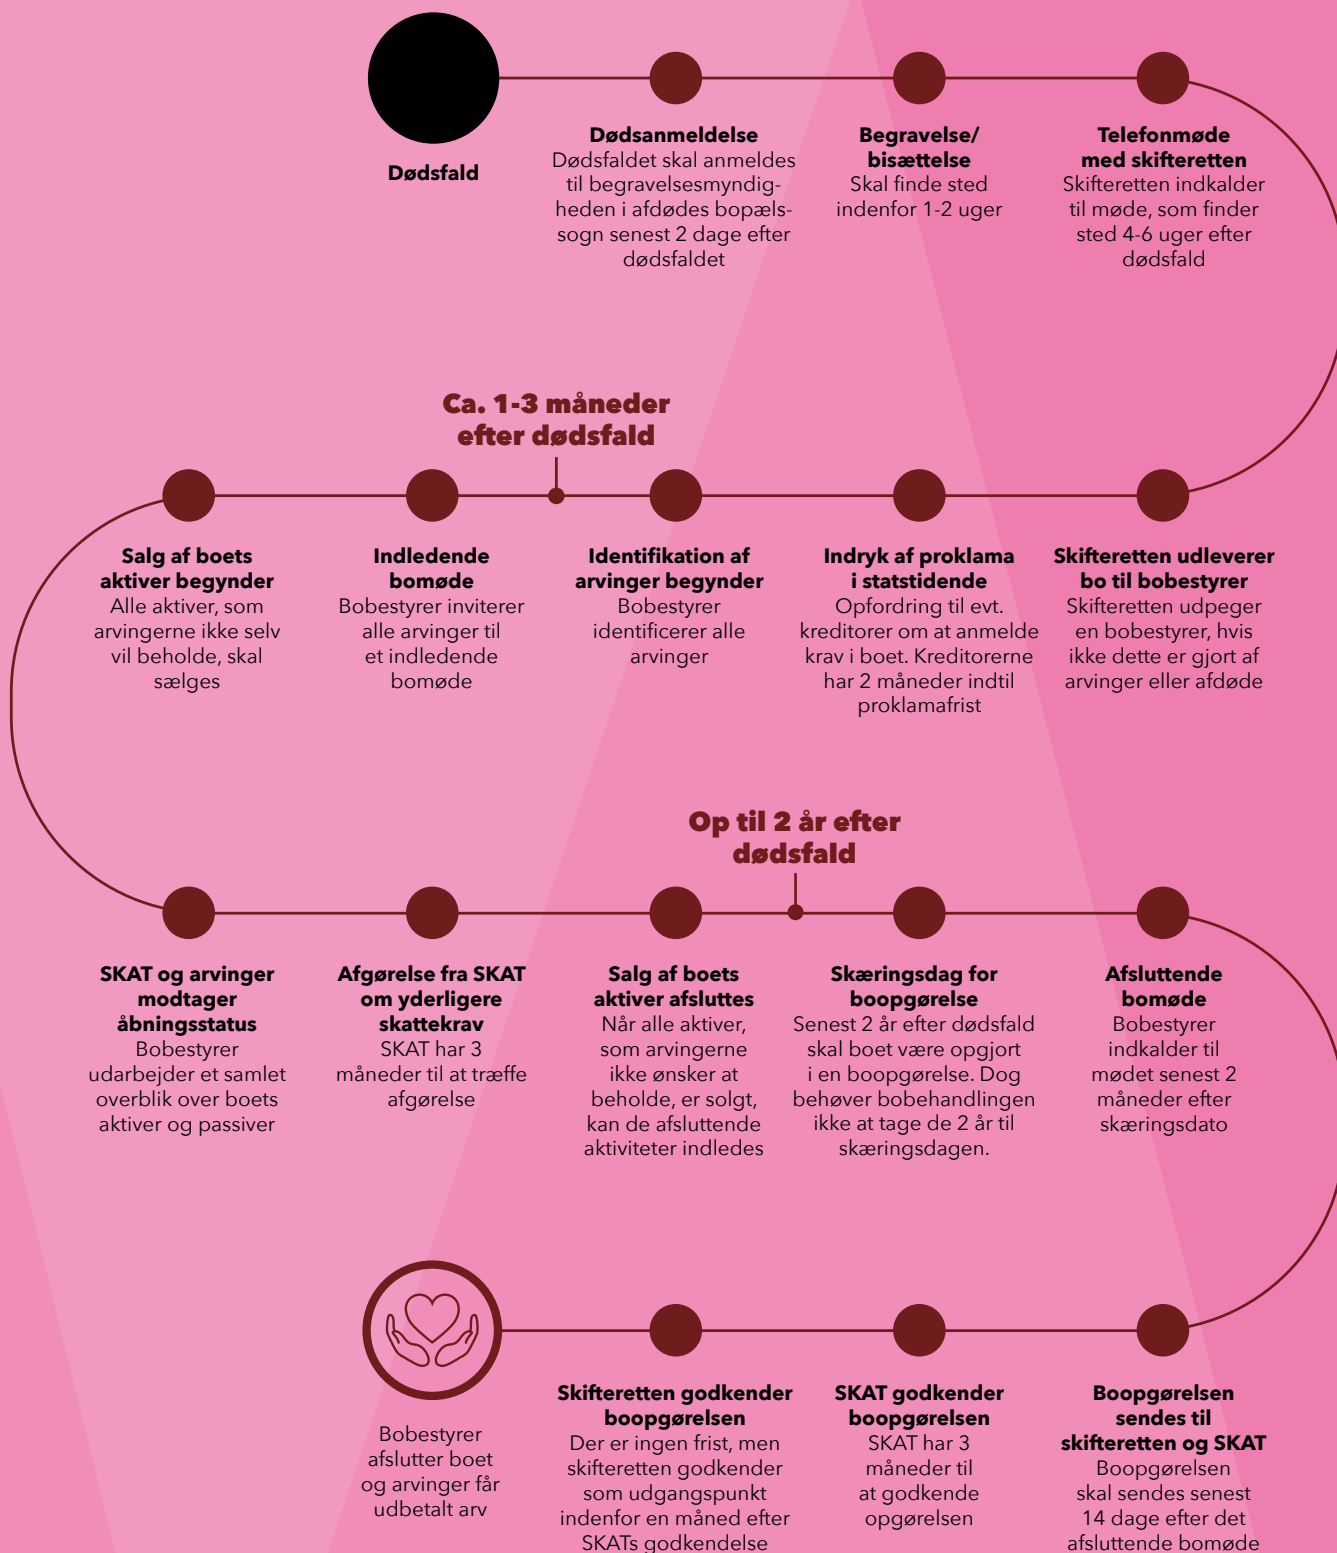 Dødsfald
Dødsanmeldelse
Dødsfaldet skal anmeldes
til begravelsesmyndig-
heden i afdødes bopæls-
sogn senest 2 dage efter
dødsfaldet
Begravelse/
bisættelse
Skal finde sted
indenfor 1-2 uger
Telefonmøde
med skifteretten
Skifteretten indkalder
til møde, som finder
sted 4-6 uger efter
dødsfald
Skifteretten udleverer
bo til bobestyrer
Skifteretten udpeger
en bobestyrer, hvis
ikke dette er gjort af
arvinger eller afdøde
Indryk af proklama
i statstidende
Opfordring til evt.
kreditorer om at anmelde
krav i boet. Kreditorerne
har 2 måneder indtil
proklamafrist
Identifikation af
arvinger begynder
Bobestyrer
identificerer alle
arvinger
Ca. 1-3 måneder
efter dødsfald
Indledende
bomøde
Bobestyrer inviterer
alle arvinger til
et indledende
bomøde
Salg af boets
aktiver begynder
Alle aktiver, som
arvingerne ikke selv
vil beholde, skal
sælges
SKAT og arvinger
modtager
åbningsstatus
Bobestyrer
udarbejder et samlet
overblik over boets
aktiver og passiver
Afgørelse fra SKAT
om yderligere
skattekrav
SKAT har 3
måneder til at træffe
afgørelse
Salg af boets
aktiver afsluttes
Når alle aktiver,
som arvingerne
ikke ønsker at
beholde, er solgt,
kan de afsluttende
aktiviteter indledes
Op til 2 år efter
dødsfald
Skæringsdag for
boopgørelse
Senest 2 år efter dødsfald
skal boet være opgjort
i en boopgørelse. Dog
behøver bobehandlingen
ikke at tage de 2 år til
skæringsdagen.
Afsluttende
bomøde
Bobestyrer
indkalder til
mødet senest 2
måneder efter
skæringsdato
Boopgørelsen
sendes til
skifteretten og SKAT
Boopgørelsen
skal sendes senest
14 dage efter det
afsluttende bomøde
SKAT godkender
boopgørelsen
SKAT har 3
måneder til
at godkende
opgørelsen
Skifteretten godkender
boopgørelsen
Der er ingen frist, men
skifteretten godkender
som udgangspunkt
indenfor en måned efter
SKATs godkendelse
Bobestyrer
afslutter boet
og arvinger får
udbetalt arv